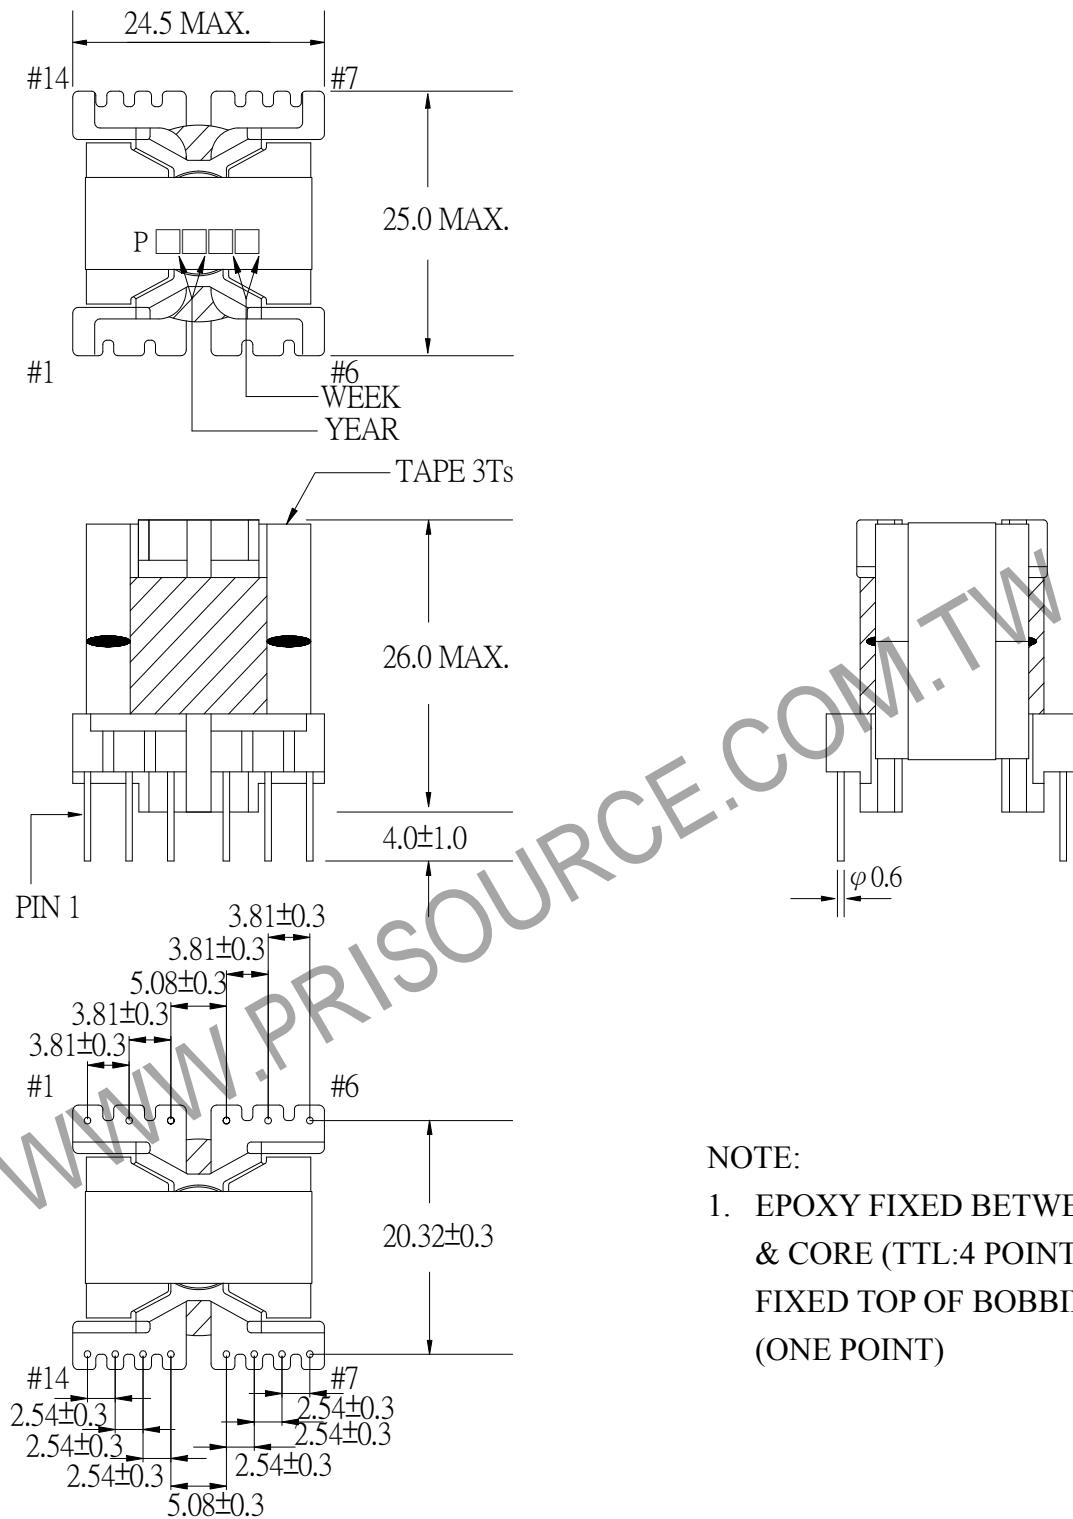 24.5 MAX.
#14
#7
25.0 MAX.
P
#1
#6
WEEK
YEAR
TAPE 3Ts
26.0 MAX.
4.0±1.0
PIN 1
φ0.6
3.81±0.3
3.81±0.3
5.08±0.3
3.81±0.3
3.81±0.3
#1
#6
20.32±0.3
#14
#7
2.54±0.3
2.54±0.3
2.54±0.3
2.54±0.3
2.54±0.3
2.54±0.3
5.08±0.3
NOTE:
1. EPOXY FIXED BETWE
& CORE (TTL:4 POINT
FIXED TOP OF BOBBI
(ONE POINT)
WWW.PRISOURCE.COM.TW